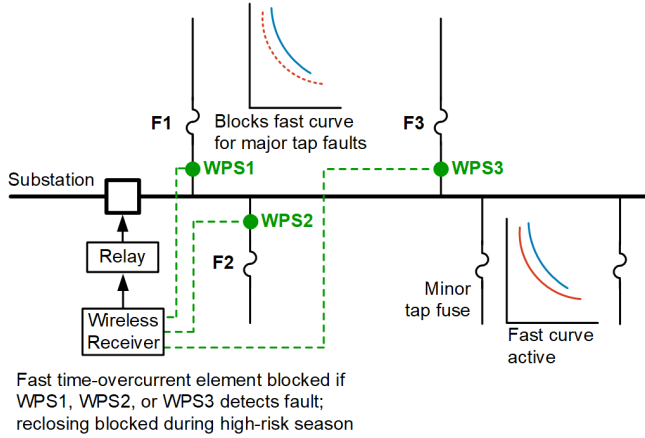 F1
Blocks fast curve
for major tap faults
F3
WPS1
WPS3
Substation
WPS2
Relay
F2
Minor
tap fuse
Wireless
Receiver
Fast curve
active
Fast time-overcurrent element blocked if
WPS1, WPS2, or WPS3 detects fault;
reclosing blocked during high-risk season